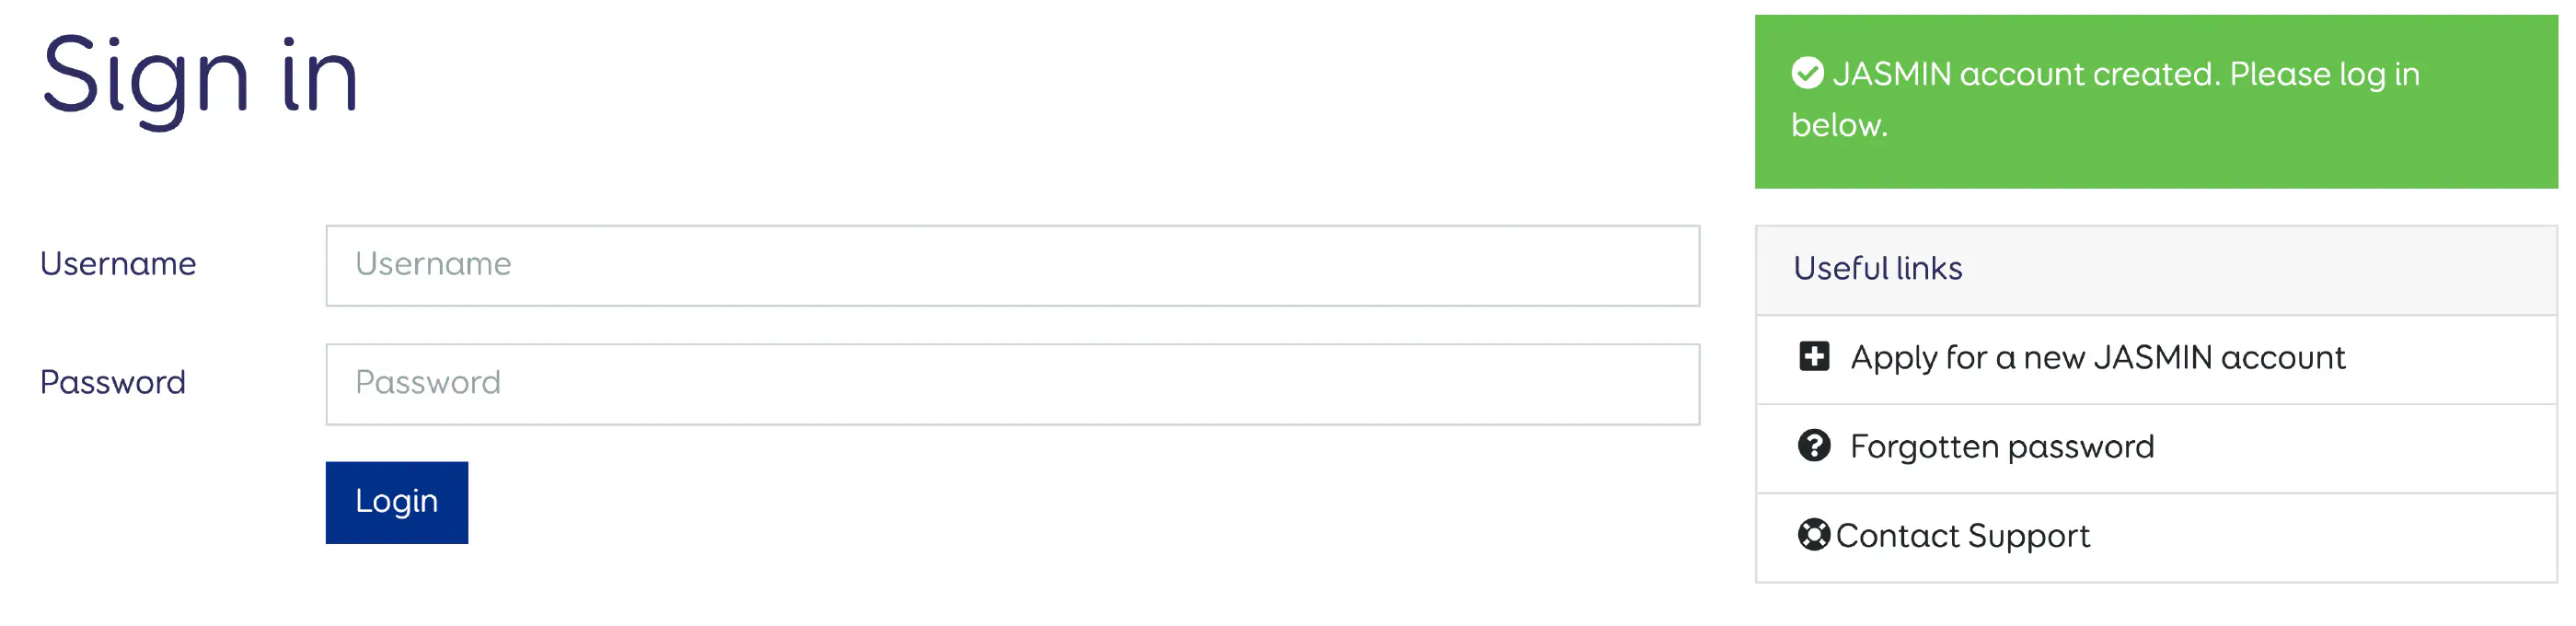 Sign in
JASMIN account created. Please log in
below.
Username
Username
Password
Password
Login
Useful links
Apply for a new JASMIN account
Forgotten password
Contact Support